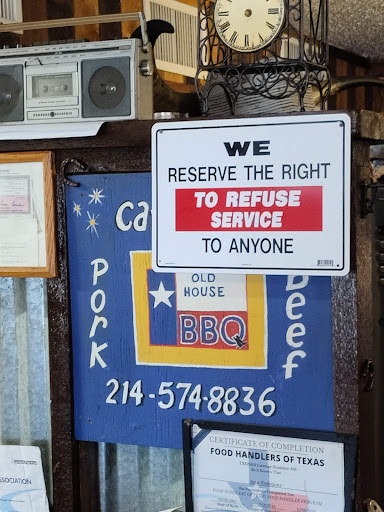 WE
RESERVE THE RIGHT
TO REFUSE
SERVICE
TO ANYONE
Ca
Pork
OLD
HOUSE
BBQ
Beef
214-574-8836
CERTIFICATE OF COMPLETION
FOOD HANDLERS OF TEXAS
SOCIATION